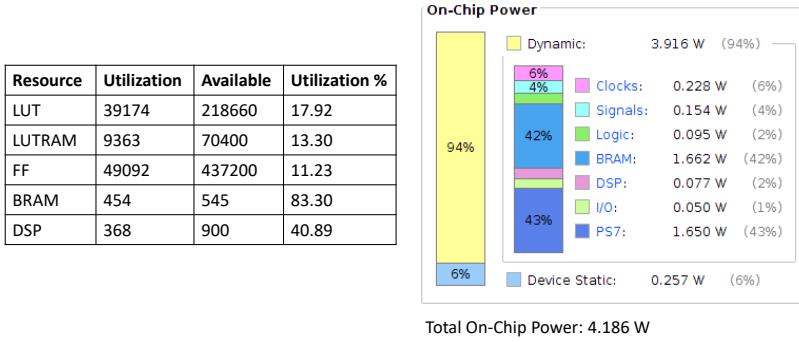 Resource Utilization Available Utilization %
LUT 39174 218660 17.92
LUTRAM 9363 70400 13.30
FF 49092 437200 11.23
BRAM 454 545 83.30
DSP 368 900 40.89
On-Chip Power
94%
6%
6%
4%
42%
43%
Dynamic: 3.916 W (94%)
Clocks: 0.228 W (6%)
Signals: 0.154 W (4%)
Logic: 0.095 W (2%)
BRAM: 1.662 W (42%)
DSP: 0.077 W (2%)
I/O: 0.050 W (1%)
PS7: 1.650 W (43%)
Device Static: 0.257 W (6%)
Total On-Chip Power: 4.186 W